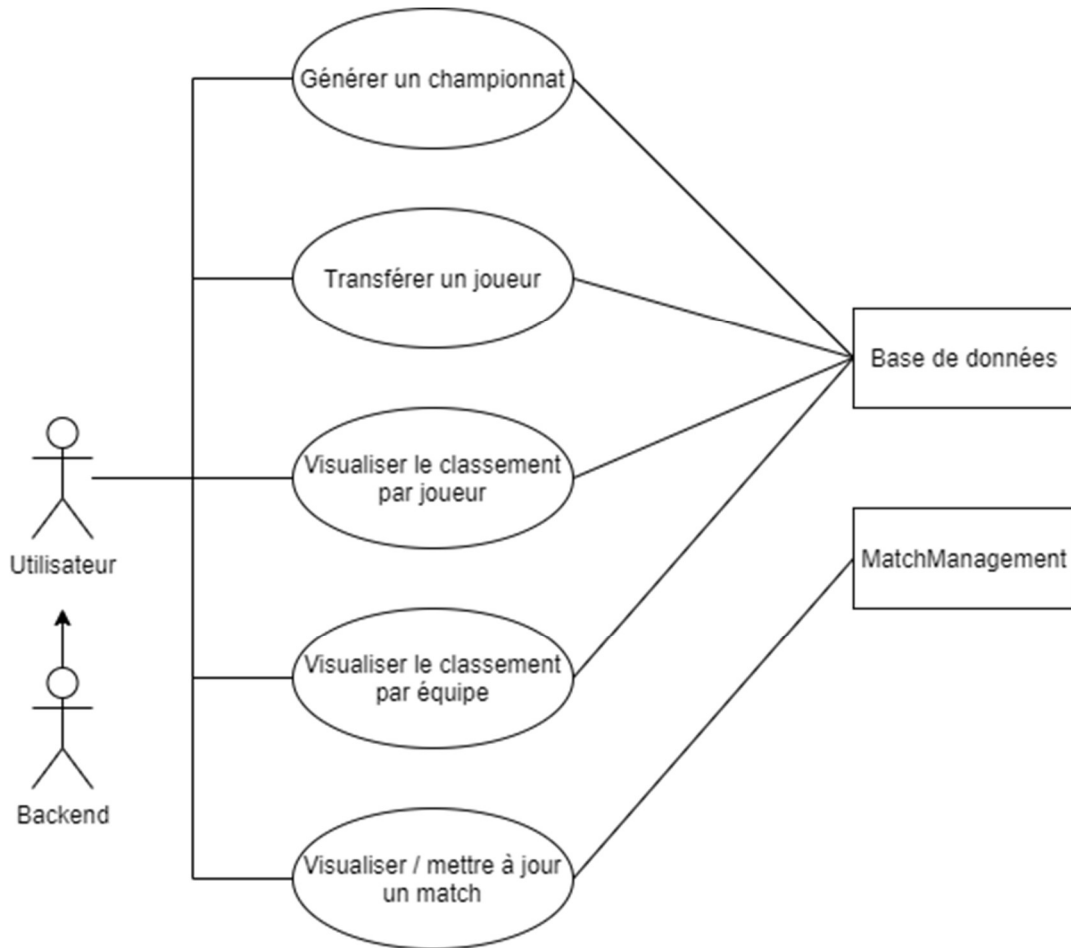 Générer un championnat
Transférer un joueur
Base de données
Visualiser le classement
par joueur
MatchManagement
Utilisateur
Visualiser le classement
par équipe
Backend
Visualiser / mettre à jour
un match